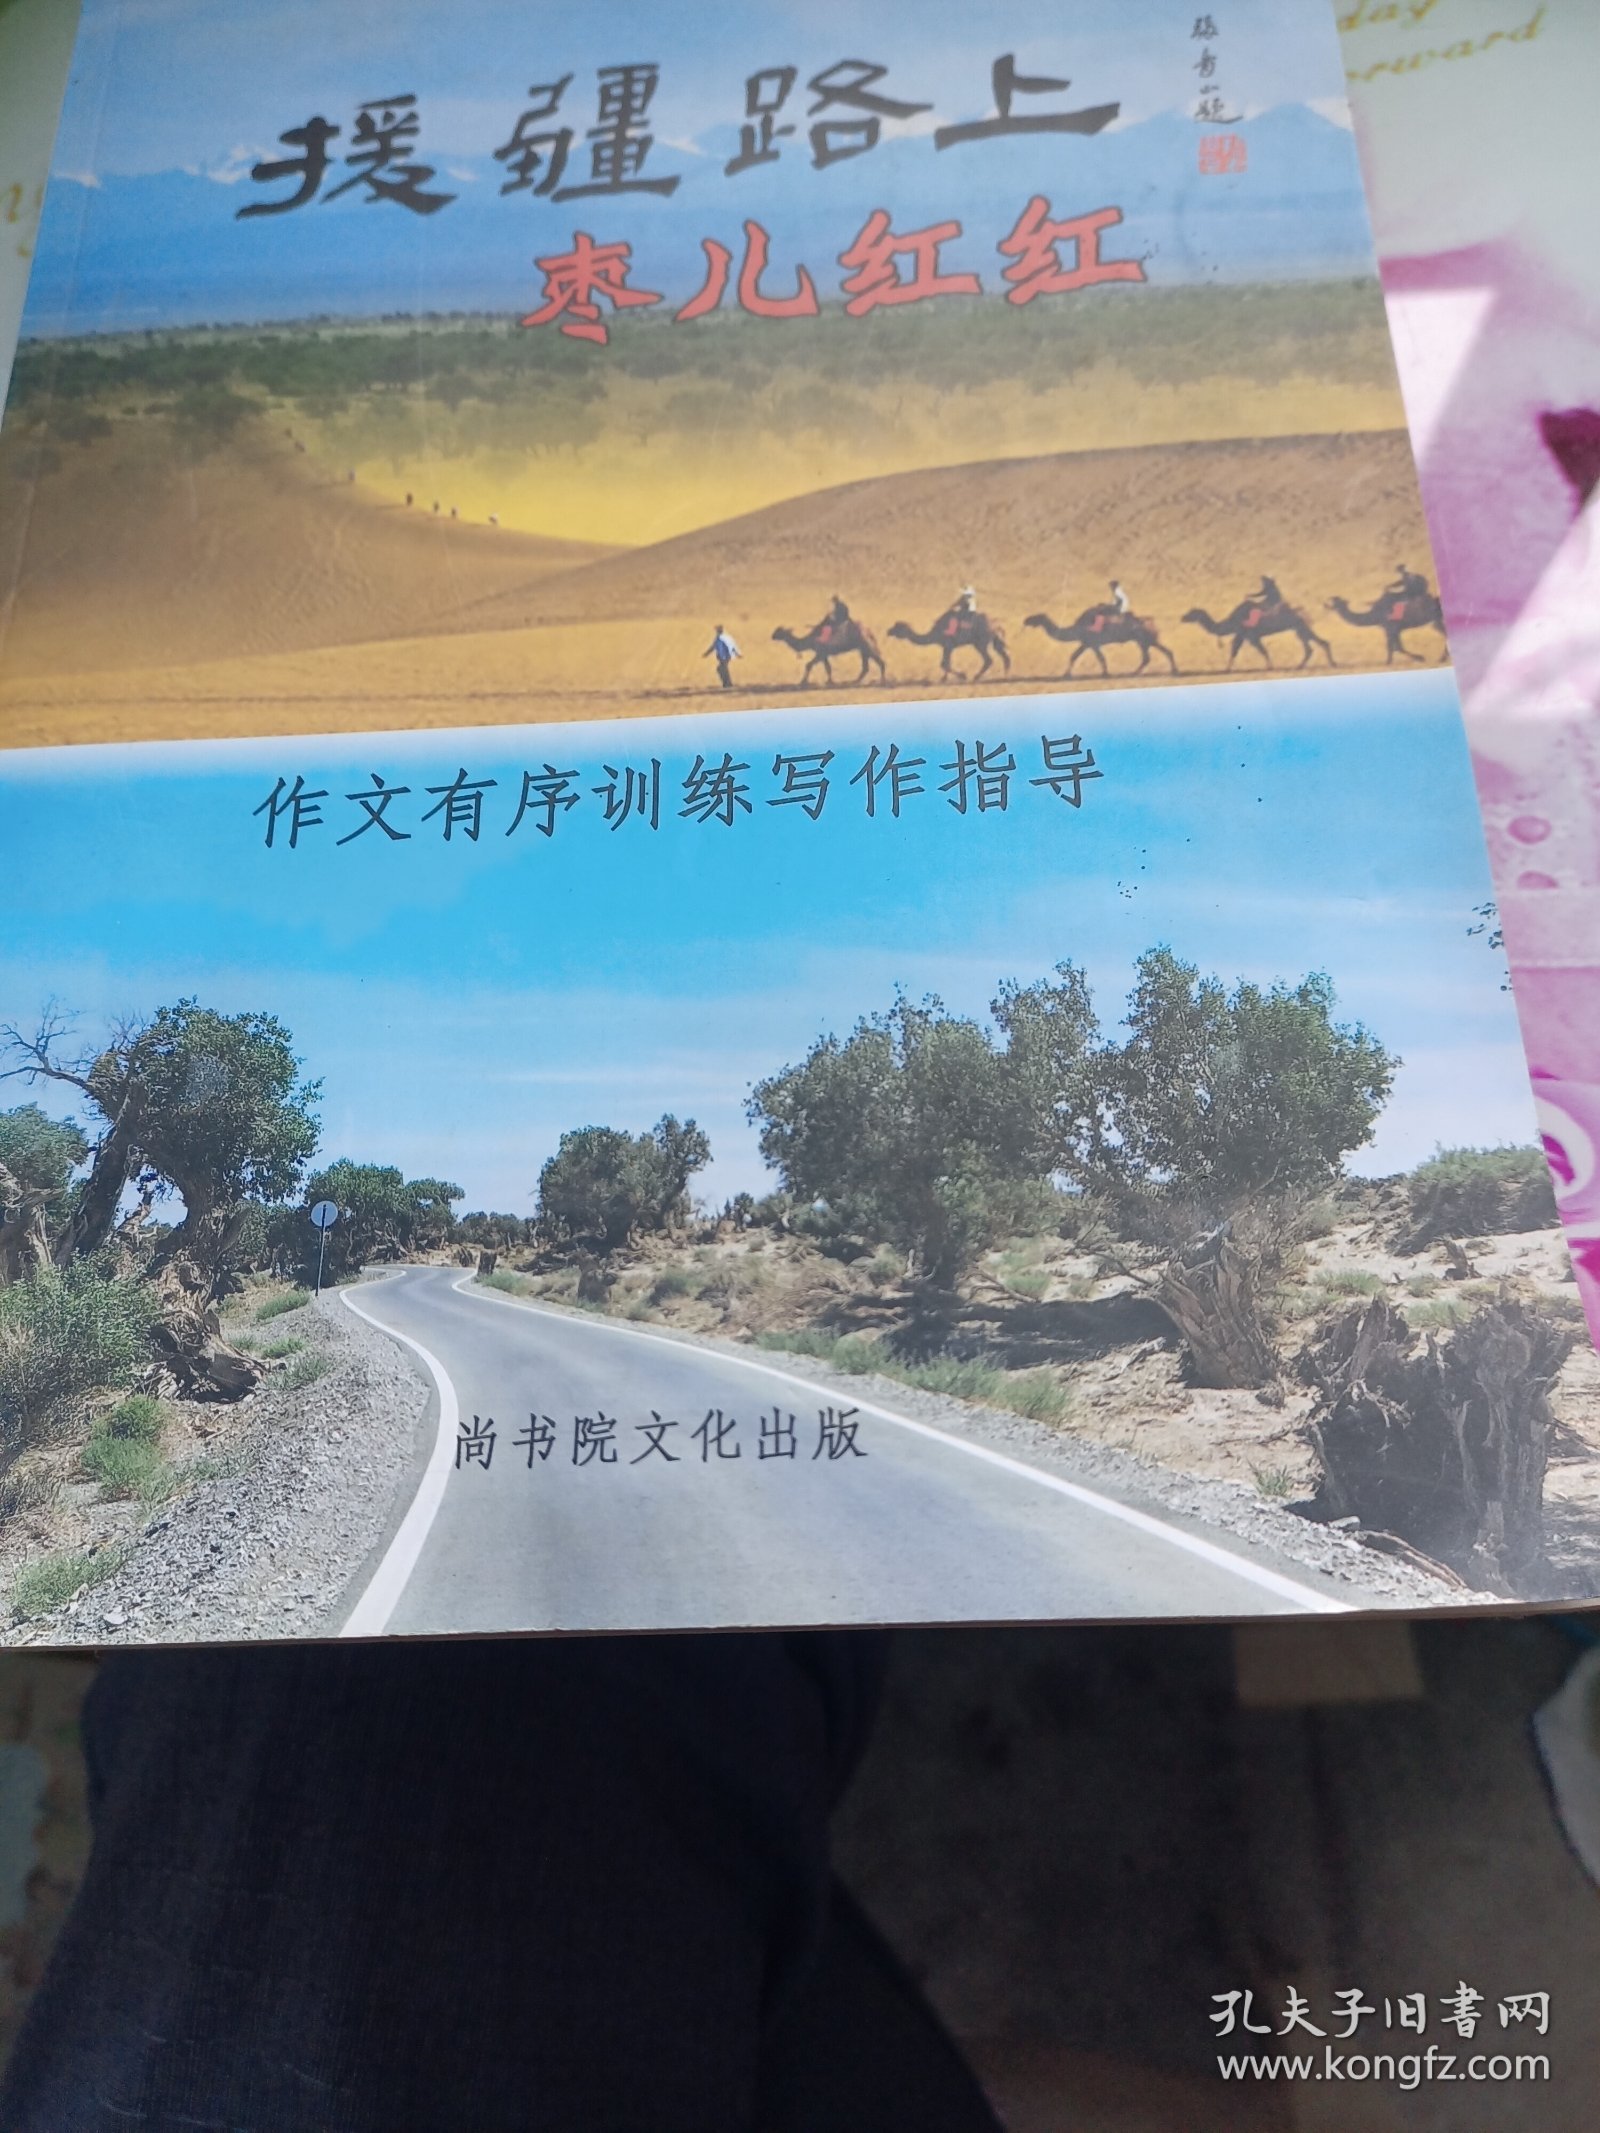 援疆路上
枣儿红红
作文有序训练写作指导
尚书院文化出版
孔夫子旧书网
www.kongfz.com